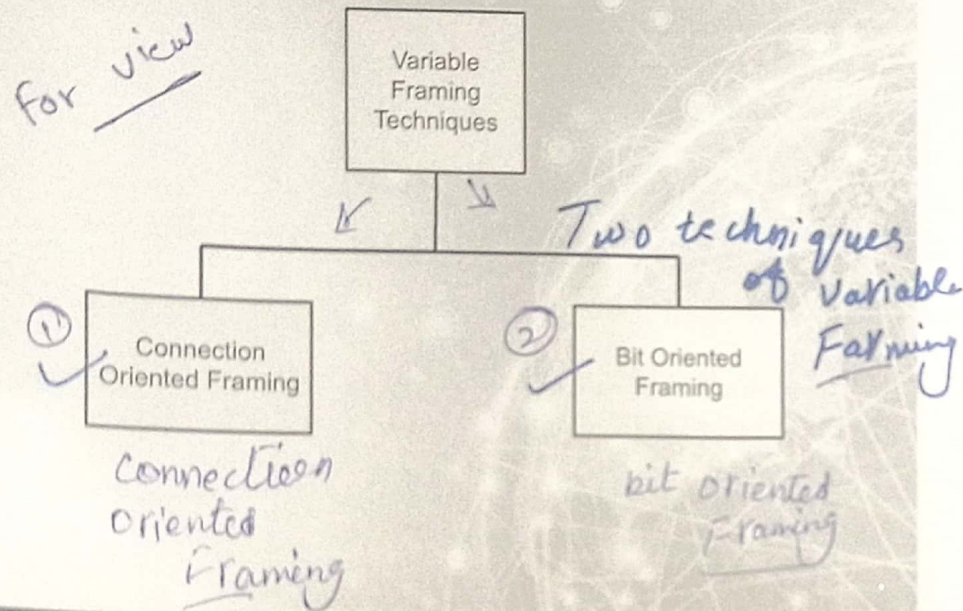 For view
Variable
Framing
Techniques
Two techniques
of variable
Farming
①
Connection
Oriented Framing
②
Bit Oriented
Framing
Connection
Oriented
Framing
bit oriented
Framing